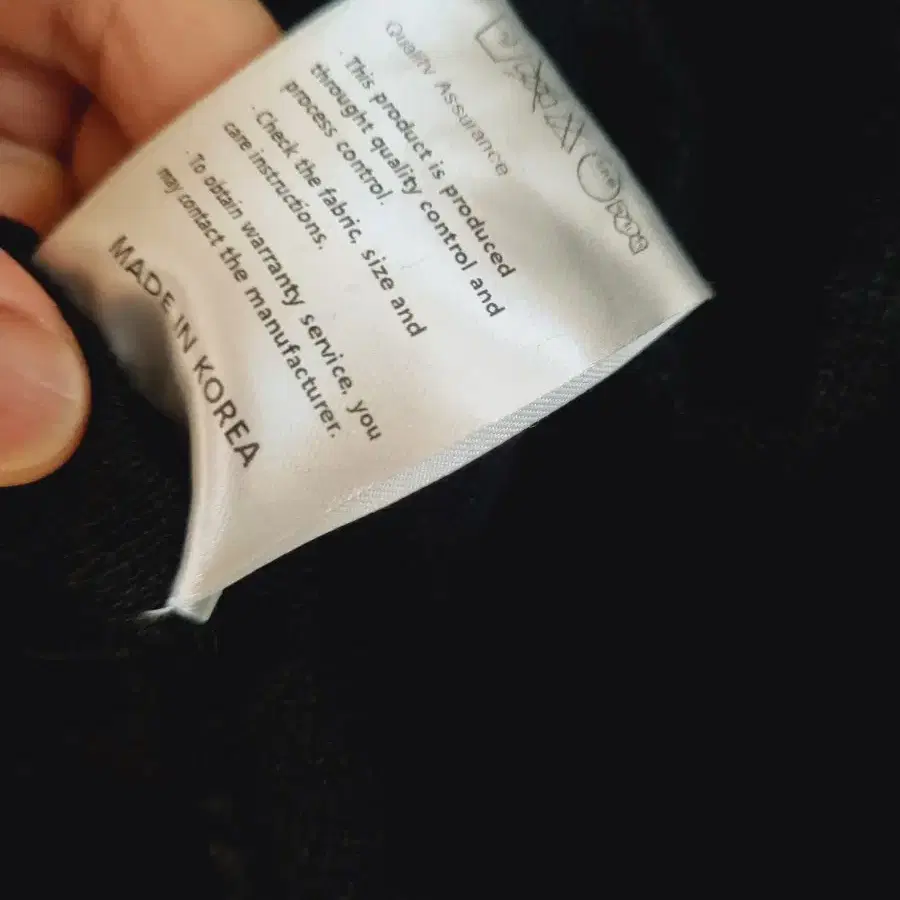 Quality Assurance
· This product is produced
throught quality control and
process control.
· Check the fabric, size and
care instructions.
· To obtain warranty service, you
may contact the manufacturer.
MADE IN KOREA